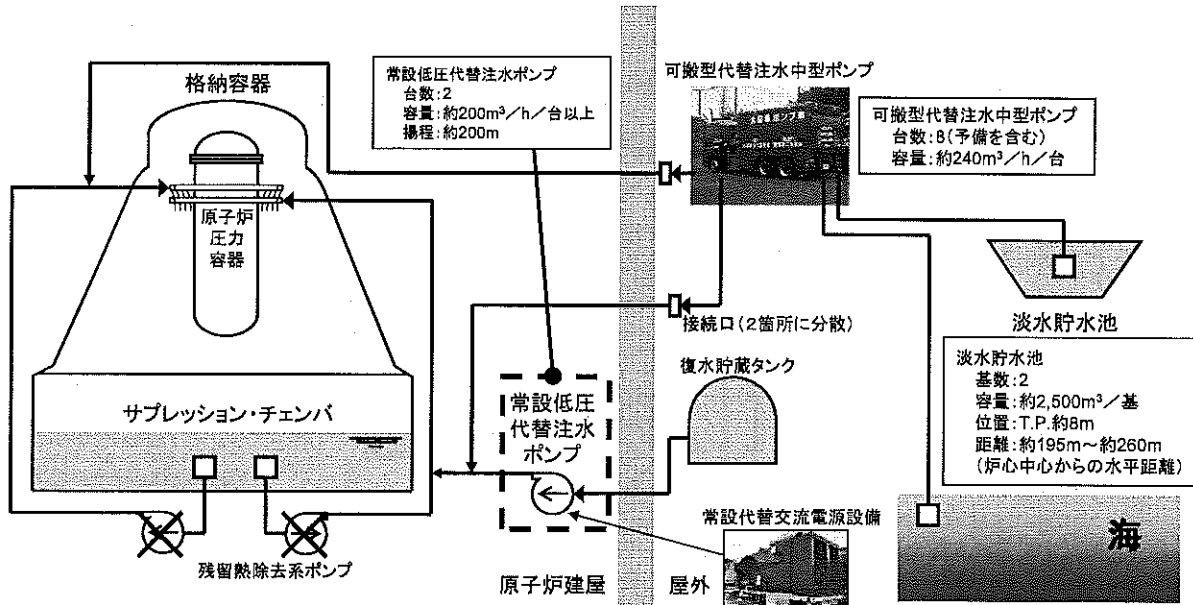 格納容器
原子炉
圧力
容器
サプレッション・チェンバ
残留熱除去系ポンプ
常設低圧代替注水ポンプ
台数:2
容量:約200m³/h/台以上
揚程:約200m
常設低圧
代替注水
ポンプ
原子炉建屋
屋外
可搬型代替注水中型ポンプ
可搬型代替注水中型ポンプ
台数:8(予備を含む)
容量:約240m³/h/台
接続口(2箇所に分散)
復水貯蔵タンク
常設代替交流電源設備
淡水貯水池
淡水貯水池
基数:2
容量:約2,500m³/基
位置:T.P.約8m
距離:約195m~約260m
(炉心中心からの水平距離)
海